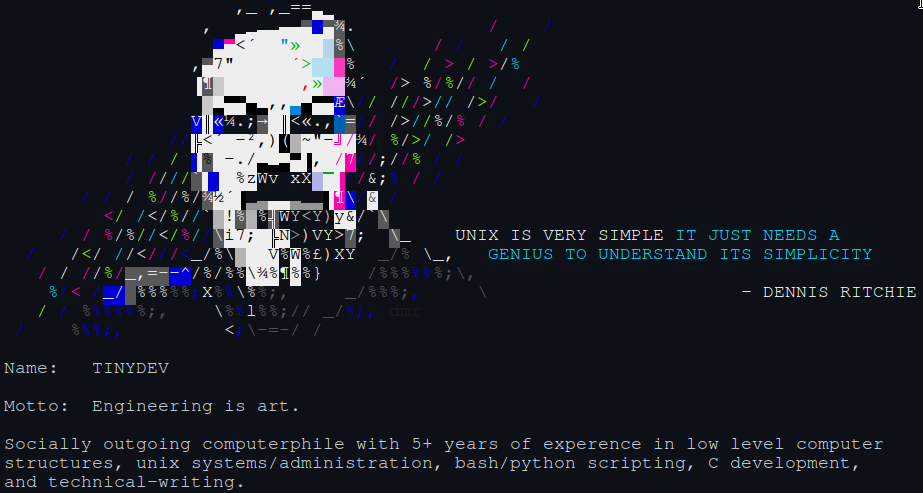 UNIX IS VERY SIMPLE IT JUST NEEDS A
GENIUS TO UNDERSTAND ITS SIMPLICITY
- DENNIS RITCHIE
dmr
Name: TINYDEV
Motto: Engineering is art.
Socially outgoing computerphile with 5+ years of experence in low level computer
structures, unix systems/administration, bash/python scripting, C development,
and technical-writing.